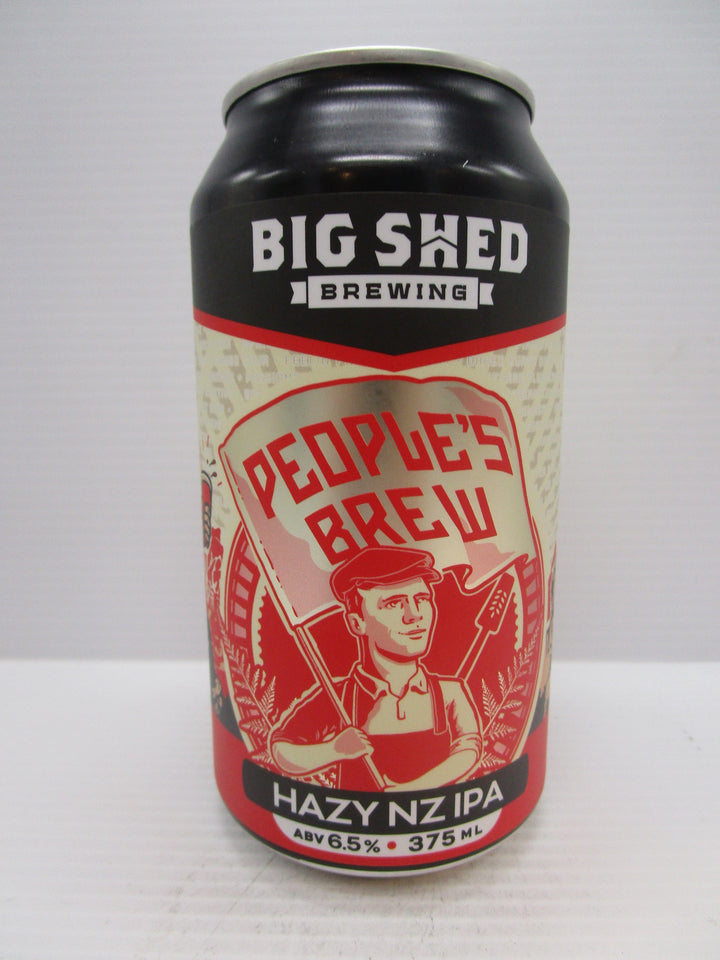 BIG SHED
BREWING
PEOPLE'S
BREW
HAZY NZ IPA
ABV 6.5% • 375 ML